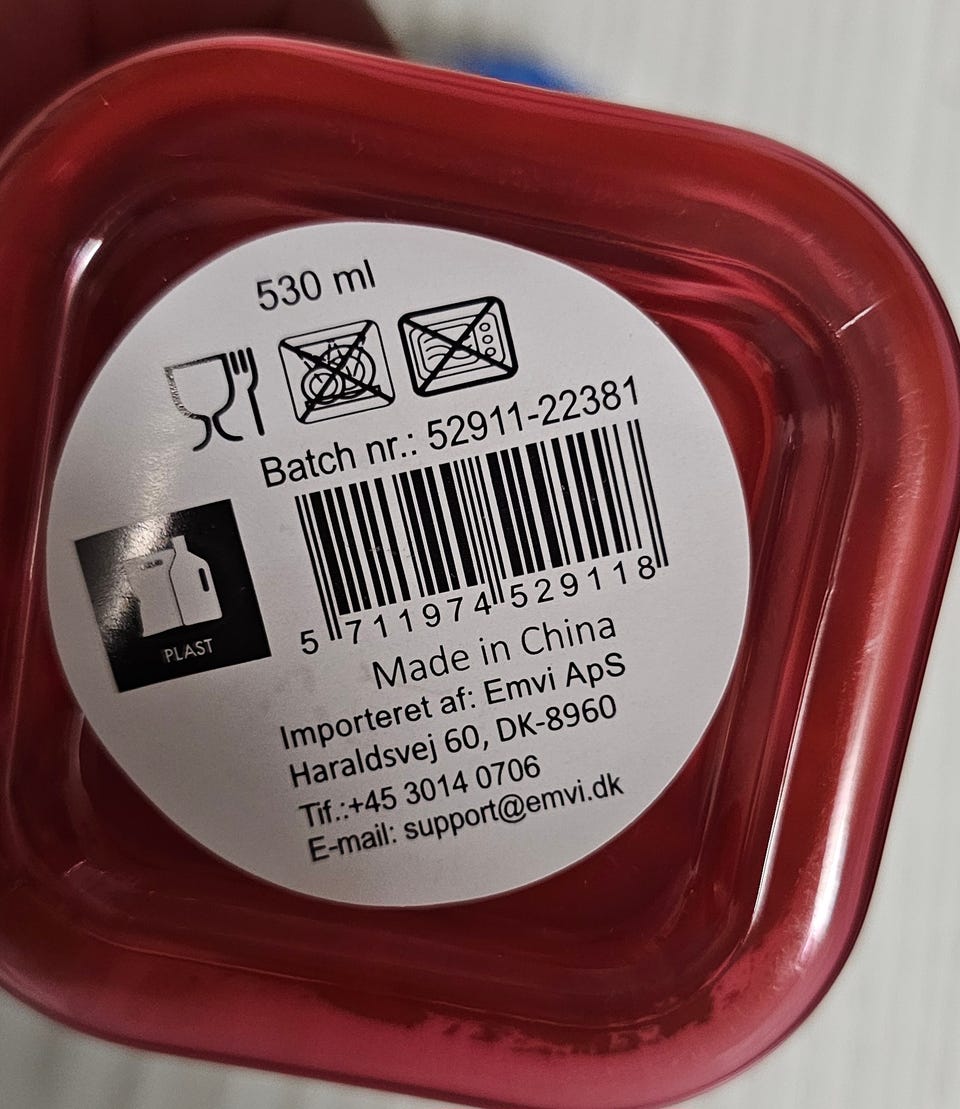 530 ml
Batch nr.: 52911-22381
5 711974 529118
PLAST
Made in China
Importeret af: Emvi ApS
Haraldsvej 60, DK-8960
Tif.:+45 3014 0706
E-mail: support@emvi.dk